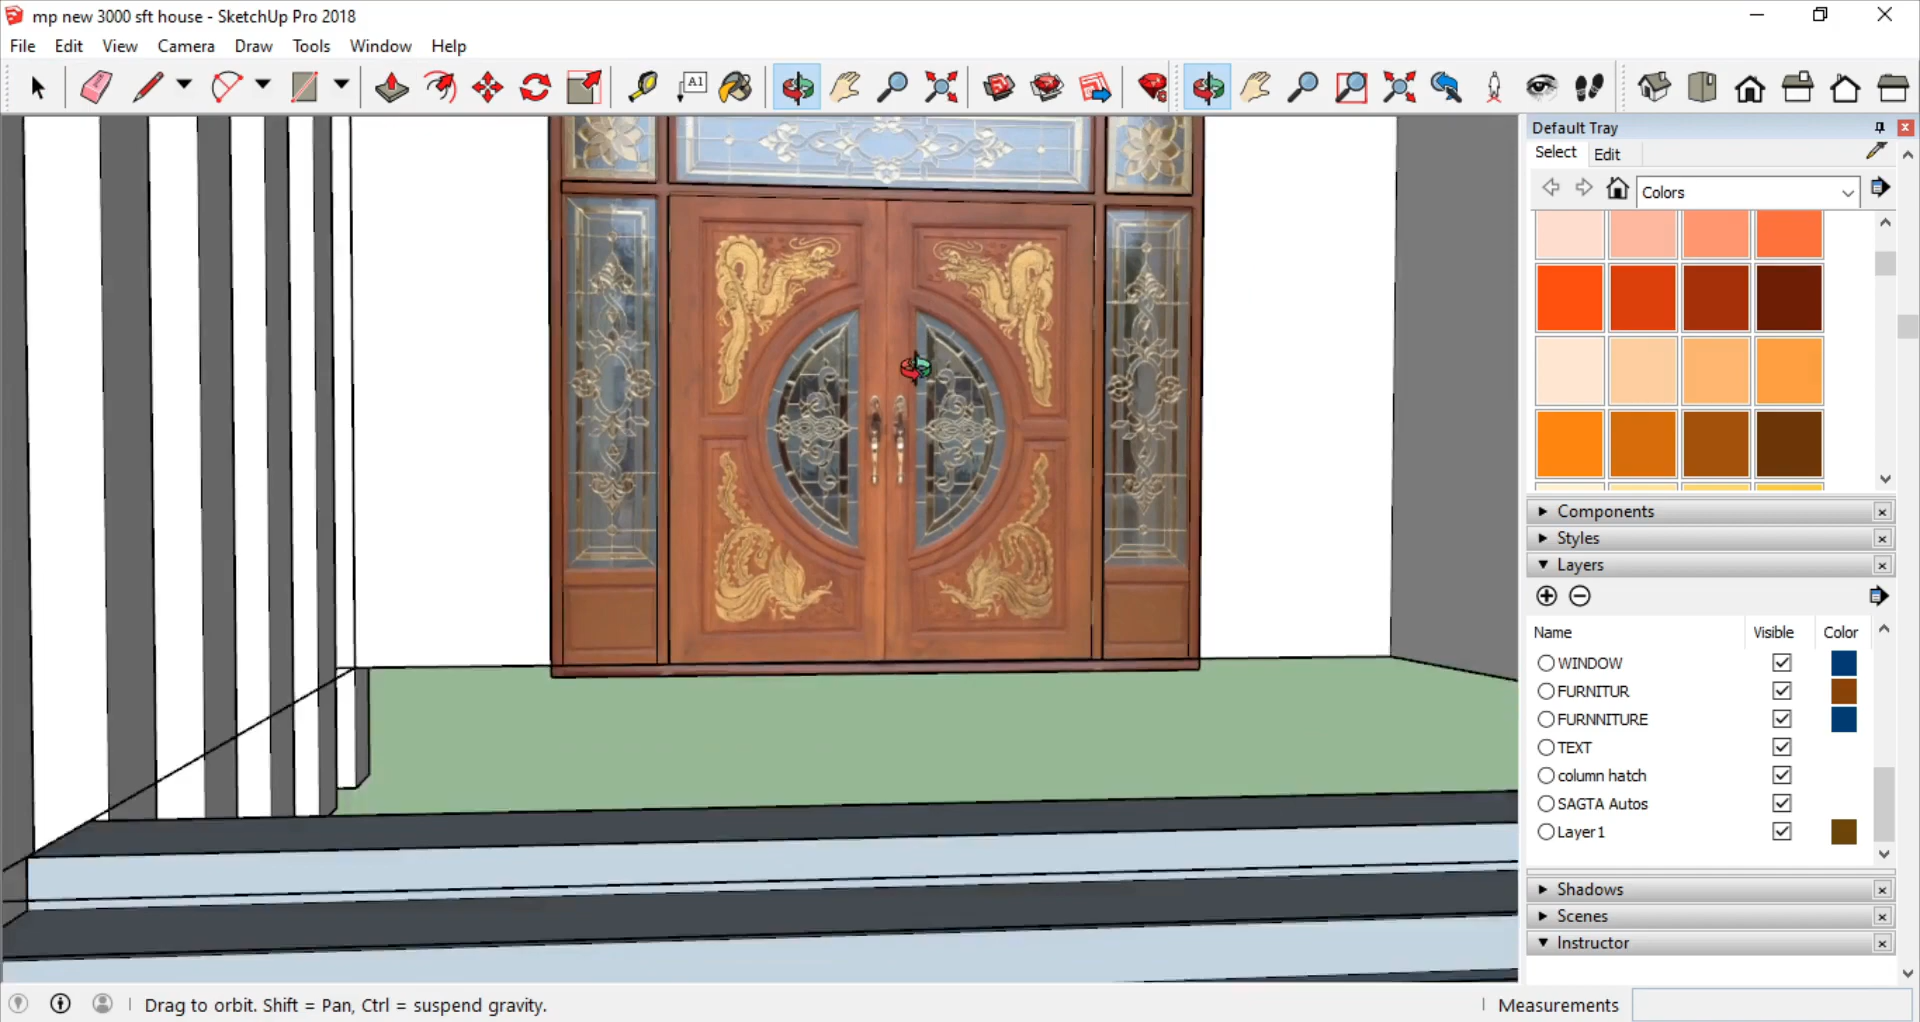 mp new 3000 sft house - SketchUp Pro 2018
File Edit View Camera Draw Tools Window Help
A1
Default Tray
Select Edit
Colors
Components
Styles
Layers
Name Visible Color
WINDOW
FURNITUR
FURNNITURE
TEXT
column hatch
SAGTA Autos
Layer1
Shadows
Scenes
Instructor
Drag to orbit. Shift = Pan, Ctrl = suspend gravity.
Measurements